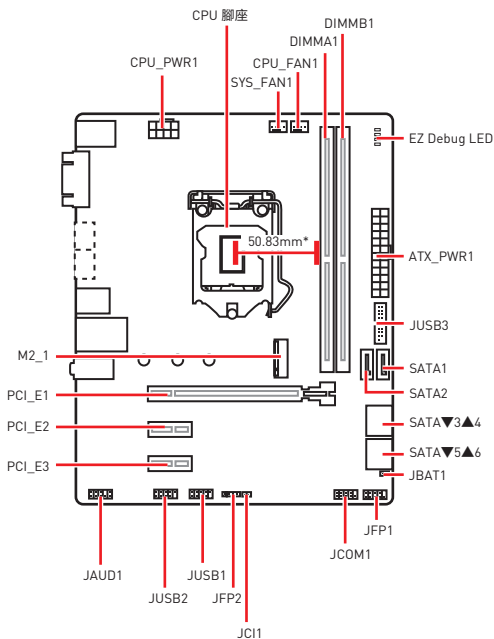 CPU 腳座
DIMMB1
DIMMA1
CPU_PWR1
CPU_FAN1
SYS_FAN1
EZ Debug LED
50.83mm*
ATX_PWR1
JUSB3
M2_1
SATA1
SATA2
PCI_E1
SATA▼3▲4
PCI_E2
SATA▼5▲6
PCI_E3
JBAT1
JFP1
JCOM1
JAUD1
JUSB1
JUSB2
JFP2
JCI1